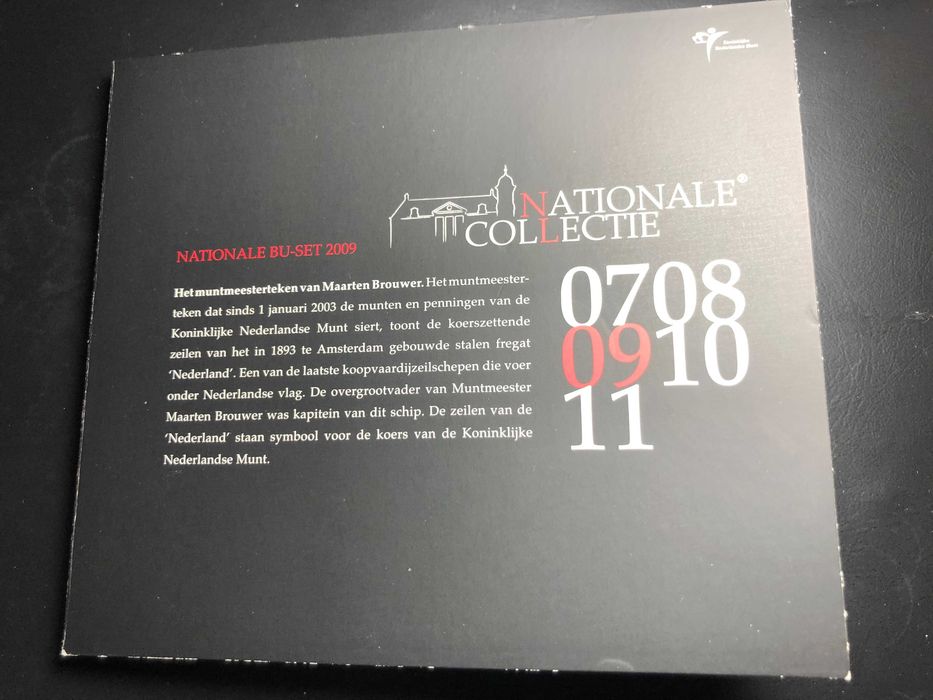 Koninklijke
Nederlandse Munt
NATIONALE®
COLLECTIE
NATIONALE BU-SET 2009
Het muntmeesterteken van Maarten Brouwer. Het muntmeester-
teken dat sinds 1 januari 2003 de munten en penningen van de
Koninklijke Nederlandse Munt siert, toont de koerszettende
zeilen van het in 1893 te Amsterdam gebouwde stalen fregat
‘Nederland’. Een van de laatste koopvaardijzeilschepen die voer
onder Nederlandse vlag. De overgrootvader van Muntmeester
Maarten Brouwer was kapitein van dit schip. De zeilen van de
‘Nederland’ staan symbool voor de koers van de Koninklijke
Nederlandse Munt.
0708
0910
11